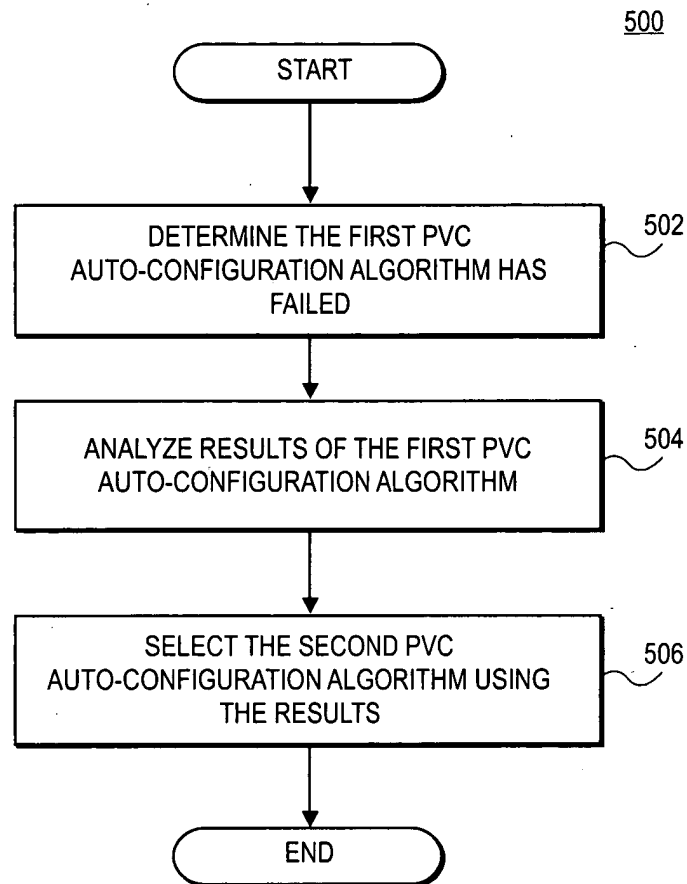 500
START
DETERMINE THE FIRST PVC
AUTO-CONFIGURATION ALGORITHM HAS
FAILED
502
ANALYZE RESULTS OF THE FIRST PVC
AUTO-CONFIGURATION ALGORITHM
504
SELECT THE SECOND PVC
AUTO-CONFIGURATION ALGORITHM USING
THE RESULTS
506
END